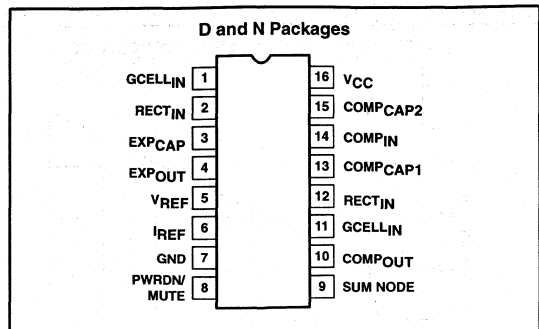 D and N Packages
GCELLIN 1
RECTIN 2
EXPCAP 3
EXPOUT 4
VREF 5
IREF 6
GND 7
PWRDN/
MUTE 8
16 VCC
15 COMPCAP2
14 COMPIN
13 COMPCAP1
12 RECTIN
11 GCELLIN
10 COMPOUT
9 SUM NODE